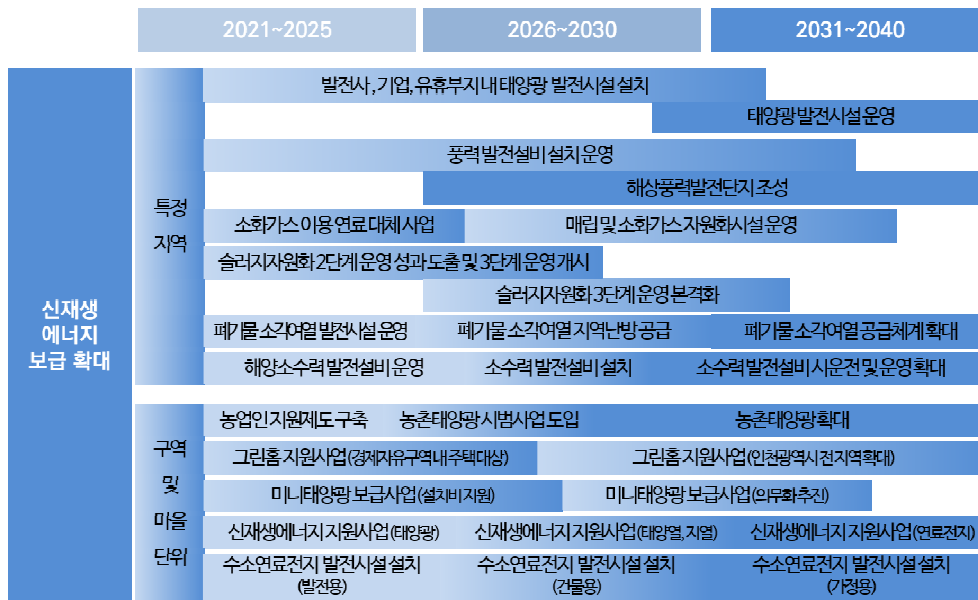 2021~2025
2026~2030
2031~2040
신재생
에너지
보급 확대
특정
지역
발전사, 기업, 유휴부지 내 태양광 발전시설 설치
태양광 발전시설 운영
풍력 발전설비 설치 운영
해상풍력발전단지 조성
소화가스 이용 연료 대체 사업
매립 및 소화가스 자원화시설 운영
슬러지자원화 2단계 운영 성과 도출 및 3단계 운영 개시
슬러지자원화 3단계 운영 본격화
폐기물 소각여열 발전시설 운영
폐기물 소각여열 지역난방 공급
폐기물 소각여열 공급체계 확대
해양소수력 발전설비 운영
소수력 발전설비 설치
소수력 발전설비 시운전 및 운영 확대
구역
및
마을
단위
농업인 지원제도 구축
농촌태양광 시범사업 도입
농촌태양광 확대
그린홈 지원사업(경제자유구역 내 주택 대상)
그린홈 지원사업(인천광역시 전 지역 확대)
미니태양광 보급사업(설치비 지원)
미니태양광 보급사업(의무화 추진)
신재생에너지 지원사업(태양광)
신재생에너지 지원사업(태양열, 지열)
신재생에너지 지원사업(연료전지)
수소연료전지 발전시설 설치
(발전용)
수소연료전지 발전시설 설치
(건물용)
수소연료전지 발전시설 설치
(가정용)